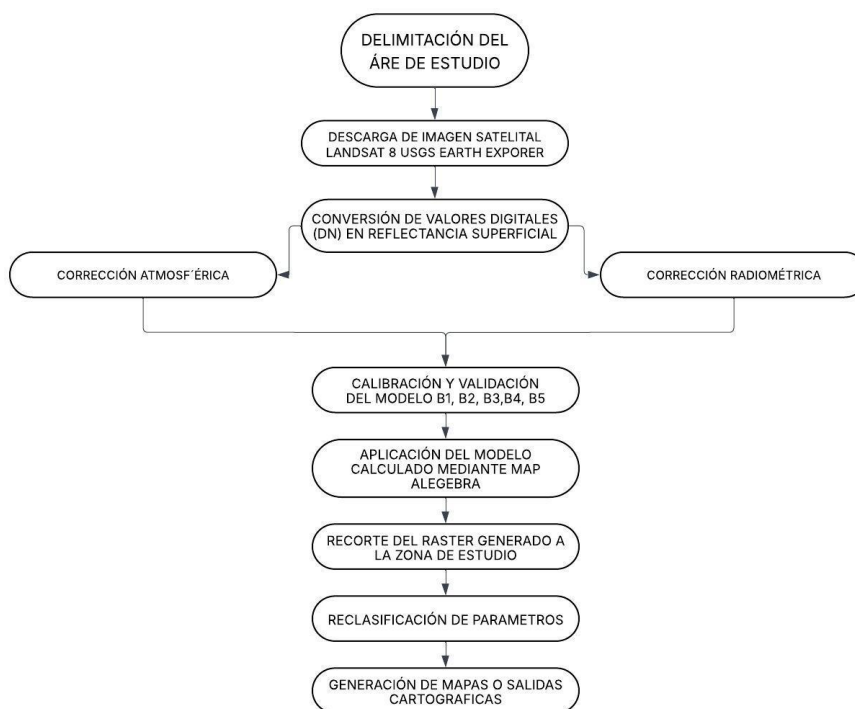 DELIMITACIÓN DEL
ÁRE DE ESTUDIO
DESCARGA DE IMAGEN SATELITAL
LANDSAT 8 USGS EARTH EXPORER
CONVERSIÓN DE VALORES DIGITALES
(DN) EN REFLECTANCIA SUPERFICIAL
CORRECCIÓN ATMOSF´ÉRICA
CORRECCIÓN RADIOMÉTRICA
CALIBRACIÓN Y VALIDACIÓN
DEL MODELO B1, B2, B3,B4, B5
APLICACIÓN DEL MODELO
CALCULADO MEDIANTE MAP
ALEGEBRA
RECORTE DEL RASTER GENERADO A
LA ZONA DE ESTUDIO
RECLASIFICACIÓN DE PARAMETROS
GENERACIÓN DE MAPAS O SALIDAS
CARTOGRAFICAS